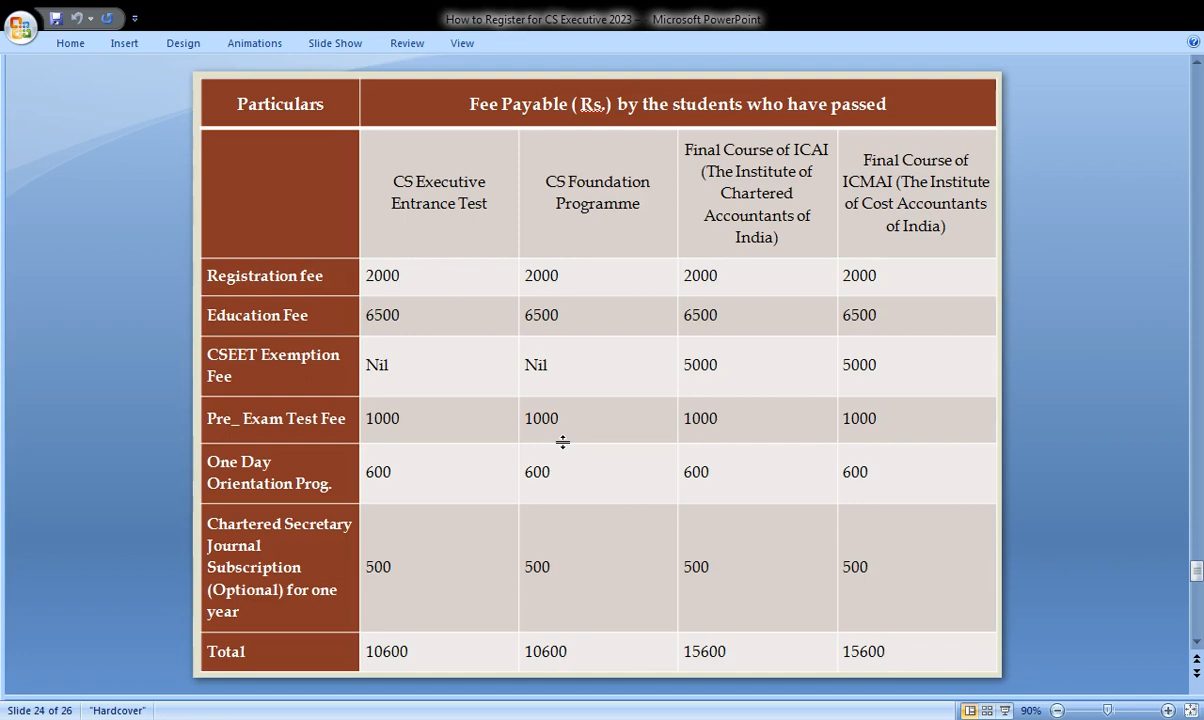 How to Register for CS Executive 2023 - Microsoft PowerPoint
Home Insert Design Animations Slide Show Review View
Particulars Fee Payable ( Rs.) by the students who have passed
CS Executive
Entrance Test
CS Foundation
Programme
Final Course of ICAI
(The Institute of
Chartered
Accountants of
India)
Final Course of
ICMAI (The Institute
of Cost Accountants
of India)
Registration fee 2000 2000 2000 2000
Education Fee 6500 6500 6500 6500
CSEET Exemption
Fee
Nil Nil 5000 5000
Pre_ Exam Test Fee 1000 1000 1000 1000
One Day
Orientation Prog.
600 600 600 600
Chartered Secretary
Journal
Subscription
(Optional) for one
year
500 500 500 500
Total 10600 10600 15600 15600
Slide 24 of 26 "Hardcover" 90%